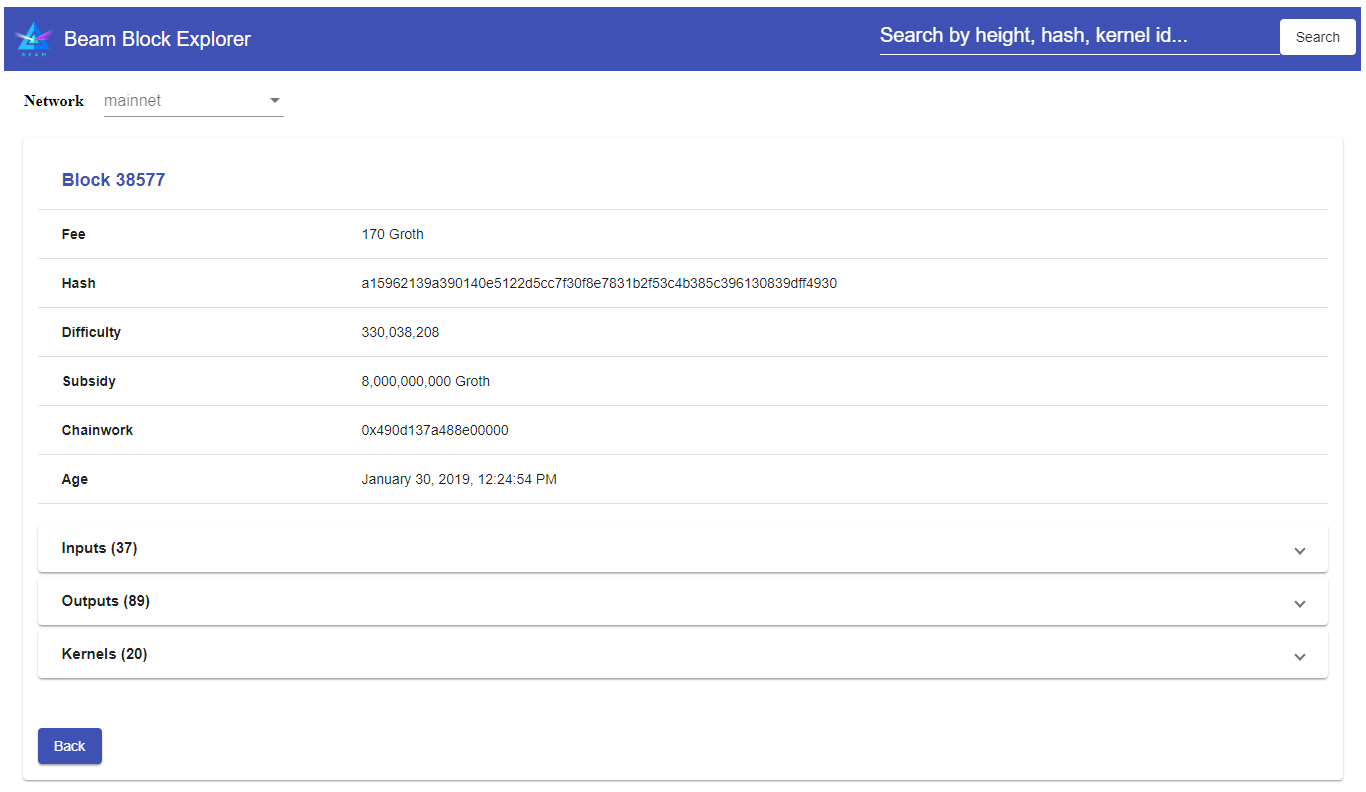 BEAM
Beam Block Explorer
Search by height, hash, kernel id...
Search
Network mainnet
Block 38577
Fee 170 Groth
Hash a15962139a390140e5122d5cc7f30f8e7831b2f53c4b385c396130839dff4930
Difficulty 330,038,208
Subsidy 8,000,000,000 Groth
Chainwork 0x490d137a488e00000
Age January 30, 2019, 12:24:54 PM
Inputs (37)
Outputs (89)
Kernels (20)
Back